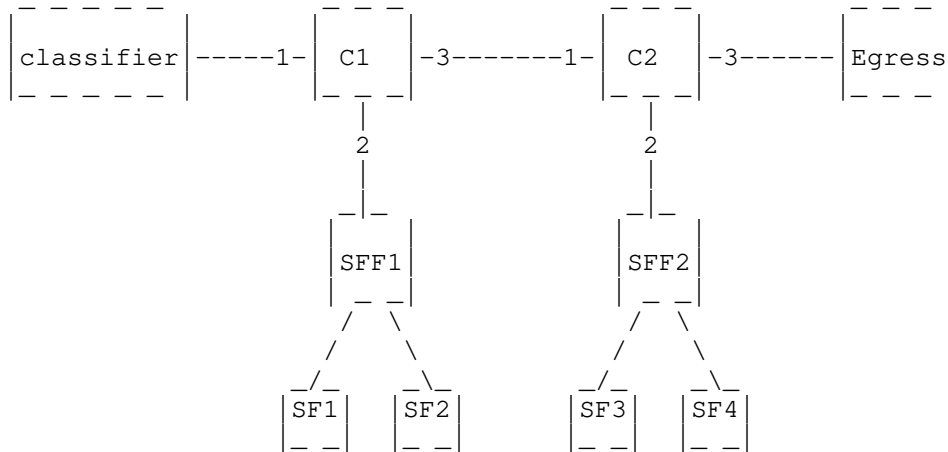 classifier -----1- C1 -3-------1- C2 -3------ Egress
2 2
SFF1 SFF2
SF1 SF2 SF3 SF4